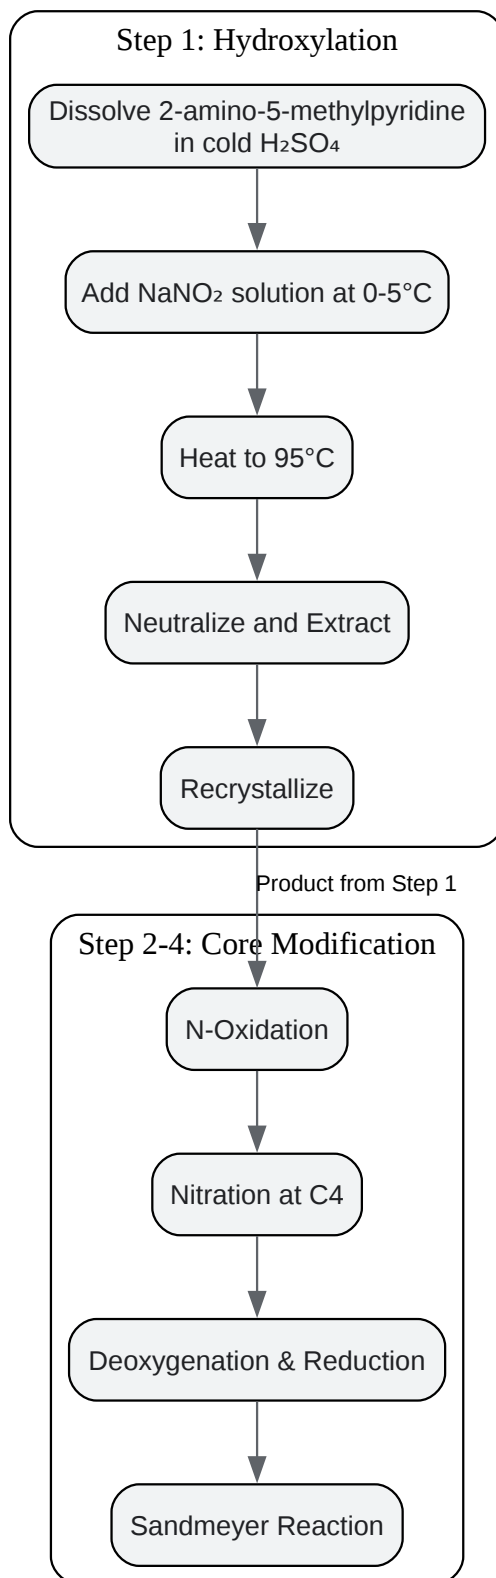 Step 1: Hydroxylation
Dissolve 2-amino-5-methylpyridine
in cold H₂SO₄
Add NaNO₂ solution at 0-5°C
Heat to 95°C
Neutralize and Extract
Recrystallize
Product from Step 1
Step 2-4: Core Modification
N-Oxidation
Nitration at C4
Deoxygenation & Reduction
Sandmeyer Reaction